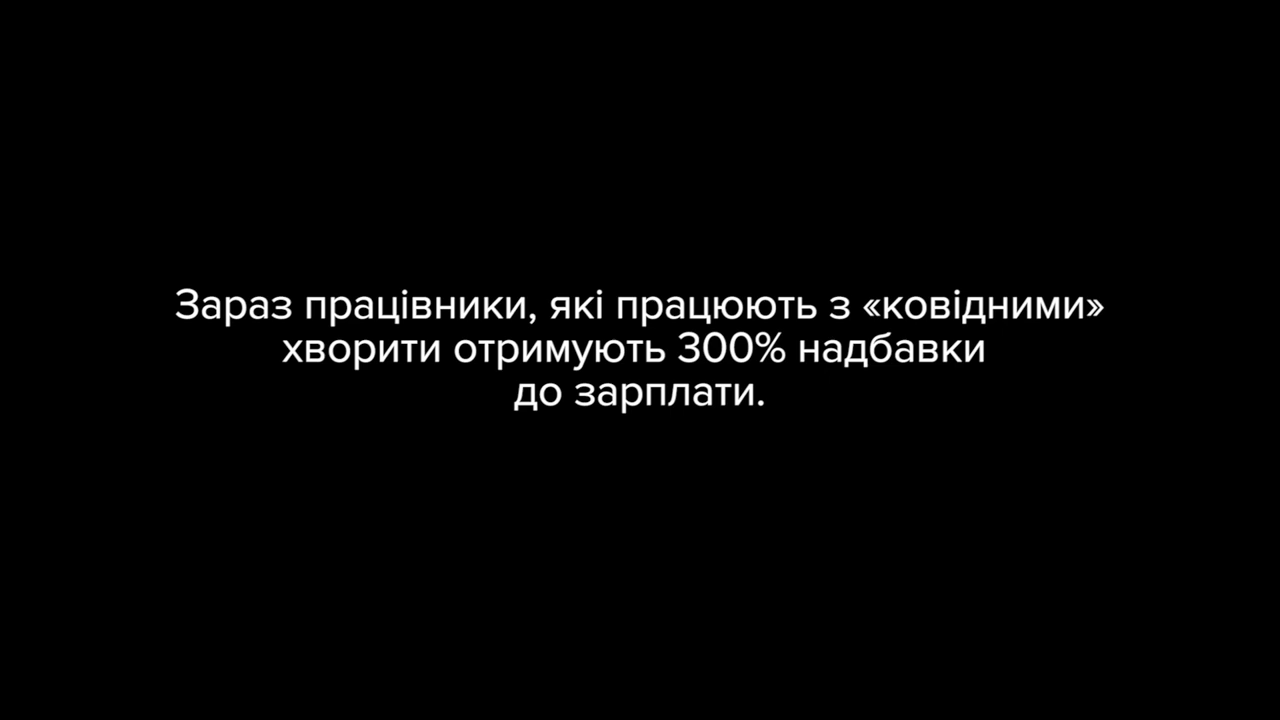 Зараз працівники, які працюють з «ковідними»
хворити отримують 300% надбавки
до зарплати.